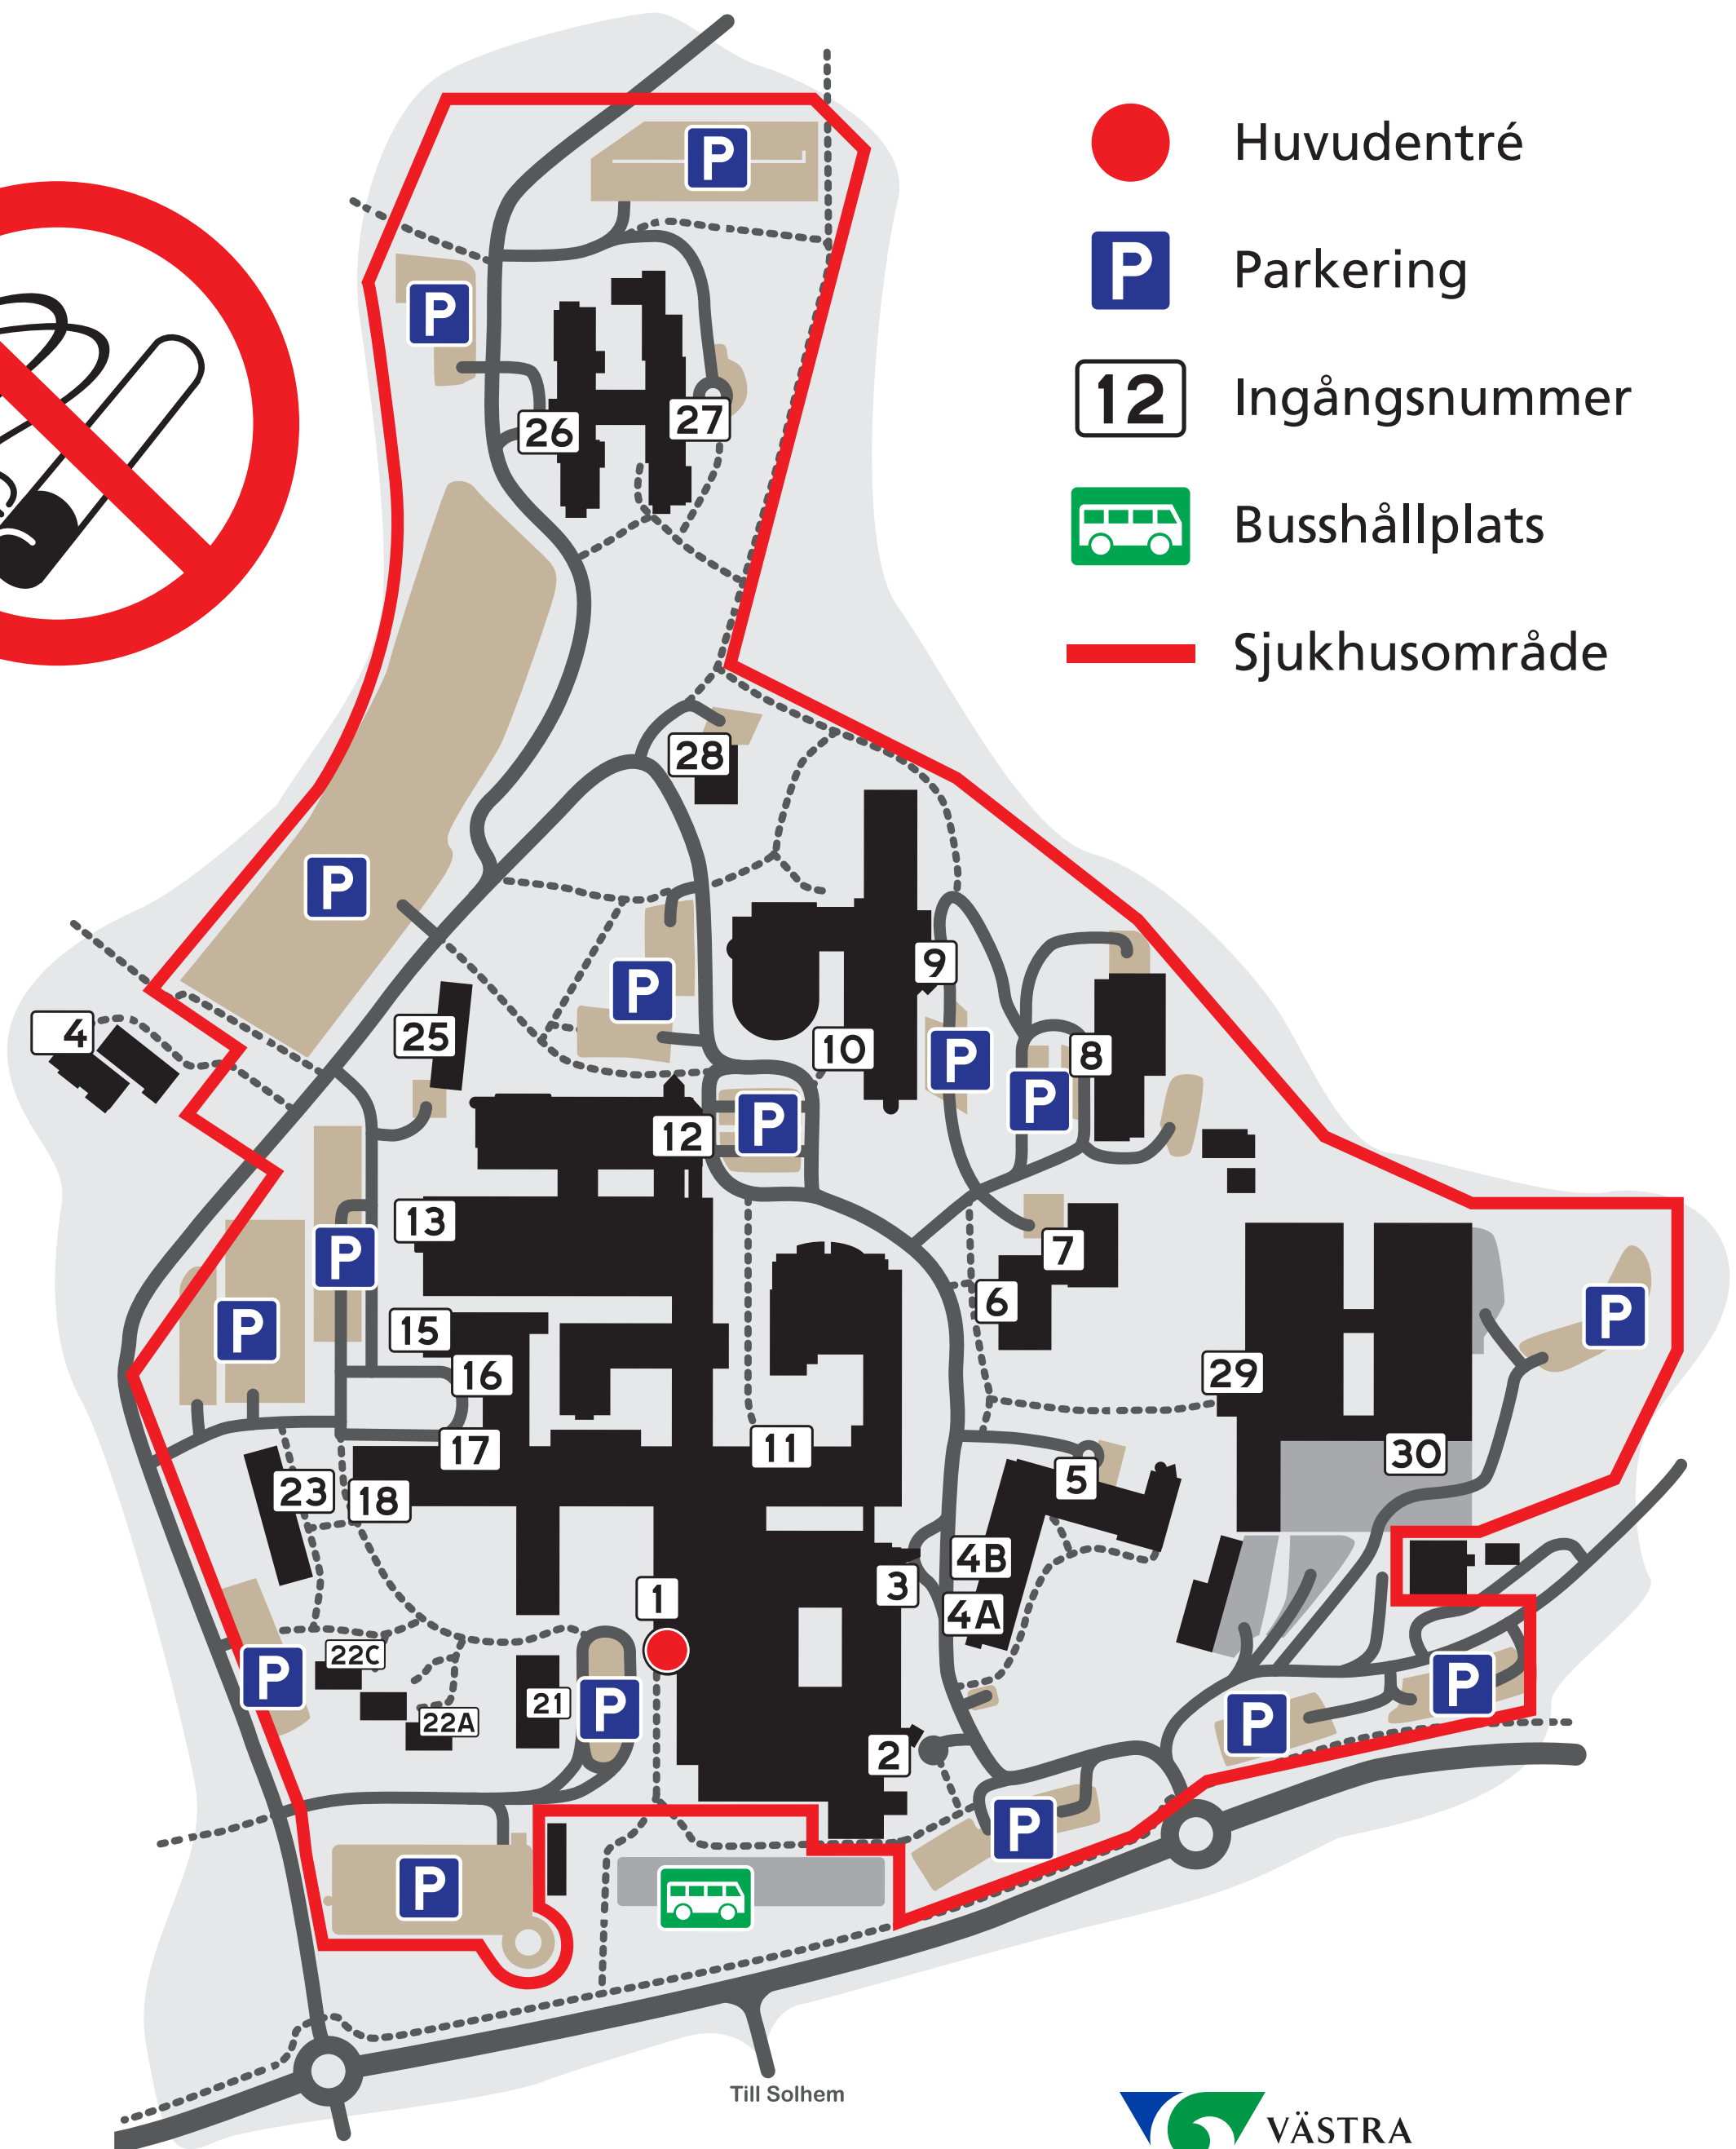 Huvudentré
P Parkering
12 Ingångsnummer
Busshållplats
Sjukhusområde
P
P
26
27
28
P
P
9
4
25
10
P
8
P
12
P
13
P
7
6
15
P
P
16
29
17
11
30
23
18
5
4B
3
1
4A
22C
P
21
P
22A
P
P
2
P
P
Till Solhem
VÄSTRA